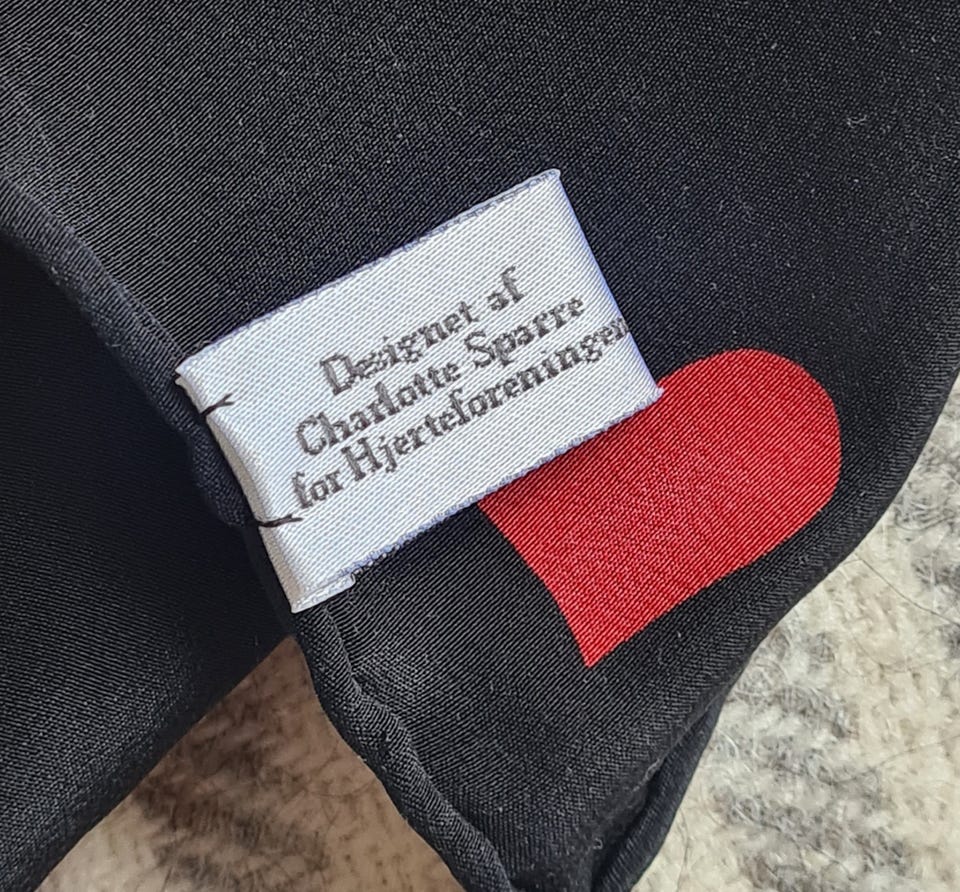 Designet af
Charlotte Sparre
for Hjerteforeningen